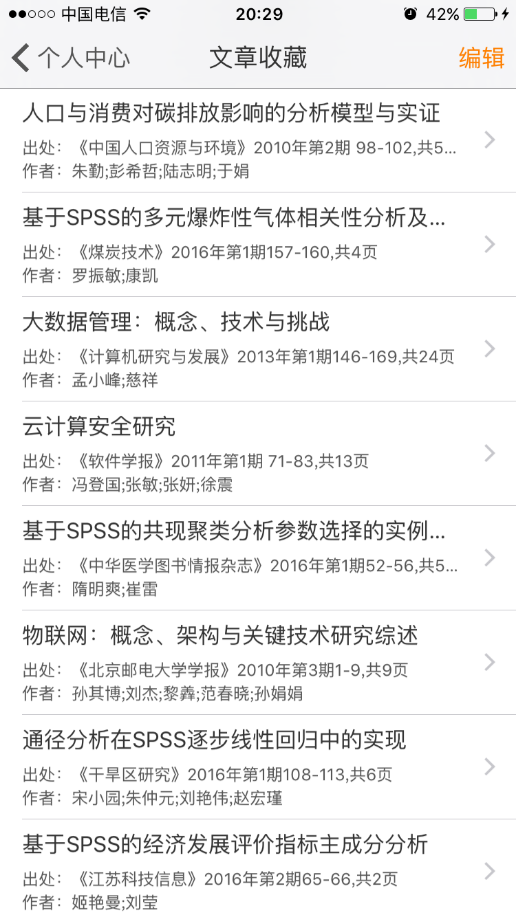 中国电信 20:29 42%
个人中心 文章收藏 编辑
人口与消费对碳排放影响的分析模型与实证
出处：《中国人口资源与环境》2010年第2期 98-102,共5...
作者：朱勤;彭希哲;陆志明;于娟
基于SPSS的多元爆炸性气体相关性分析及...
出处：《煤炭技术》2016年第1期157-160,共4页
作者：罗振敏;康凯
大数据管理：概念、技术与挑战
出处：《计算机研究与发展》2013年第1期146-169,共24页
作者：孟小峰;慈祥
云计算安全研究
出处：《软件学报》2011年第1期 71-83,共13页
作者：冯登国;张敏;张妍;徐震
基于SPSS的共现聚类分析参数选择的实例...
出处：《中华医学图书情报杂志》2016年第1期52-56,共5...
作者：隋明爽;崔雷
物联网：概念、架构与关键技术研究综述
出处：《北京邮电大学学报》2010年第3期1-9,共9页
作者：孙其博;刘杰;黎羴;范春晓;孙娟娟
通径分析在SPSS逐步线性回归中的实现
出处：《干旱区研究》2016年第1期108-113,共6页
作者：宋小园;朱仲元;刘艳伟;赵宏瑾
基于SPSS的经济发展评价指标主成分分析
出处：《江苏科技信息》2016年第2期65-66,共2页
作者：姬艳曼;刘莹